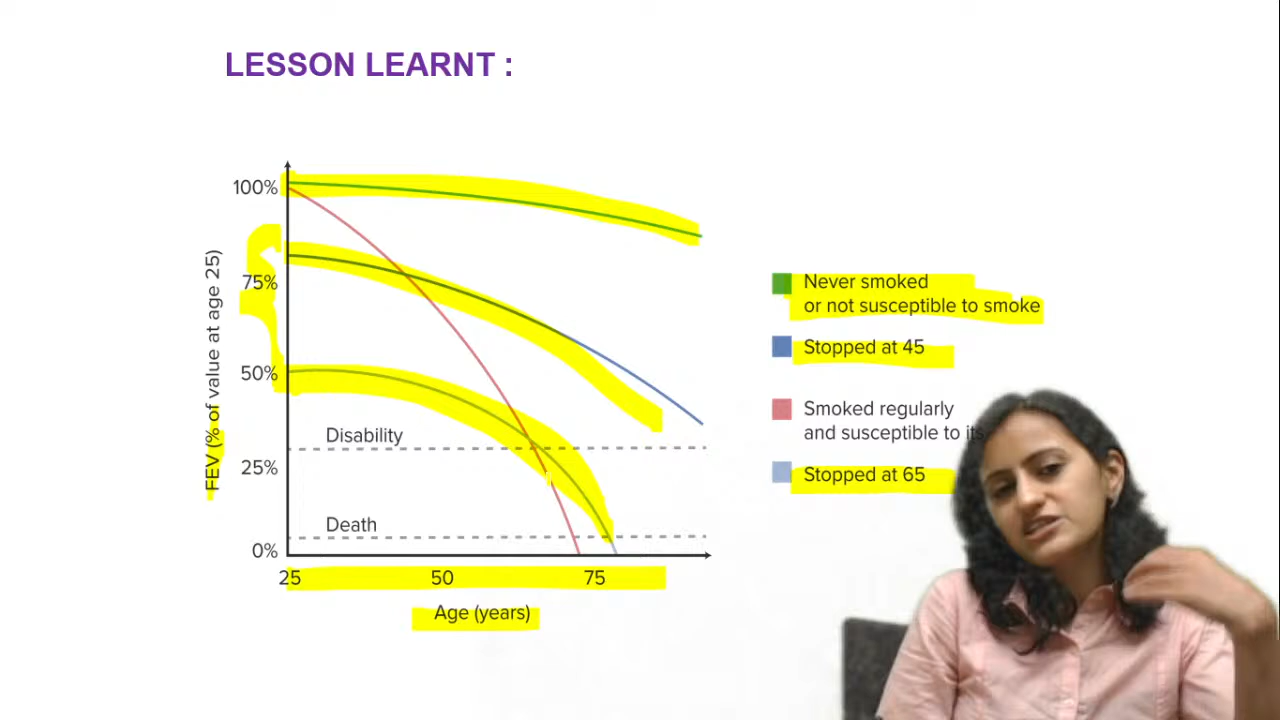 LESSON LEARNT :
100%
75%
50%
25%
0%
FEV (% of value at age 25)
Disability
Death
25 50 75
Age (years)
Never smoked
or not susceptible to smoke
Stopped at 45
Smoked regularly
and susceptible to its
Stopped at 65